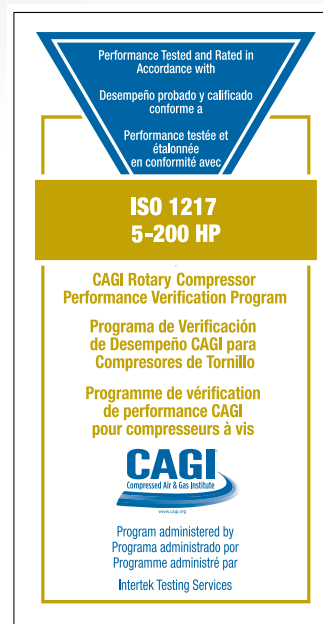 Performance Tested and Rated in
Accordance with
Desempeño probado y calificado
conforme a
Performance testée et
étalonnée
en conformité avec
ISO 1217
5-200 HP
CAGI Rotary Compressor
Performance Verification Program
Programa de Verificación
de Desempeño CAGI para
Compresores de Tornillo
Programme de vérification
de performance CAGI
pour compresseurs à vis
CAGI
Compressed Air & Gas Institute
www.cagi.org
Program administered by
Programa administrado por
Programme administré par
Intertek Testing Services